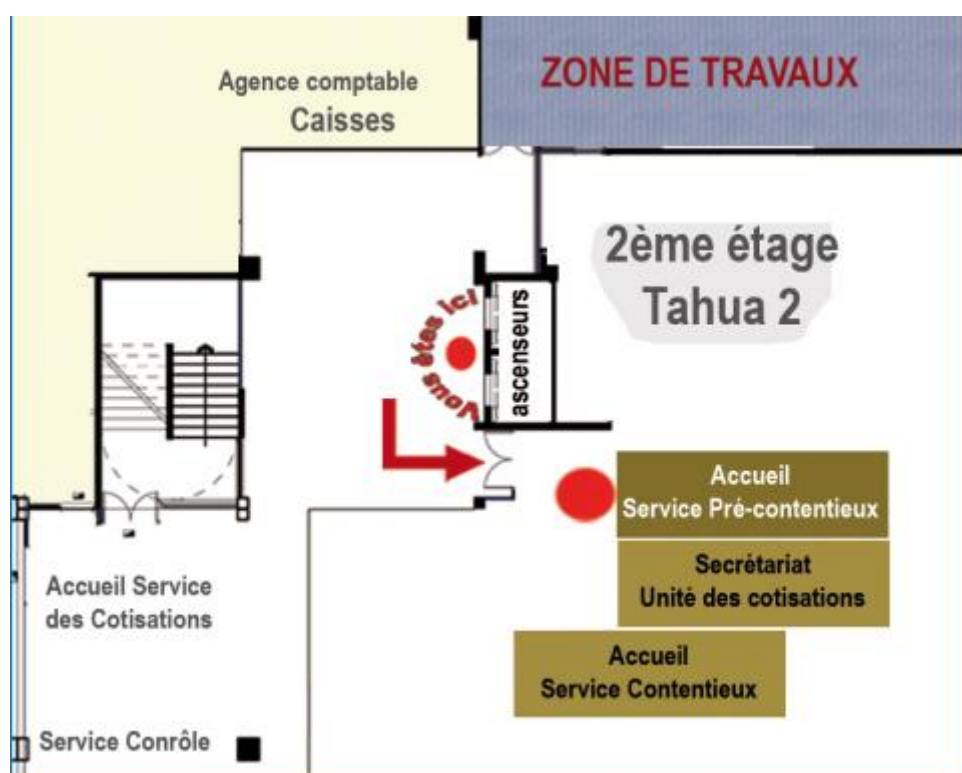 Agence comptable
Caisses
ZONE DE TRAVAUX
2ème étage
Tahua 2
Vous êtes ici
ascenseurs
Accueil
Service Pré-contentieux
Secrétariat
Unité des cotisations
Accueil
Service Contentieux
Accueil Service
des Cotisations
Service Conrôle